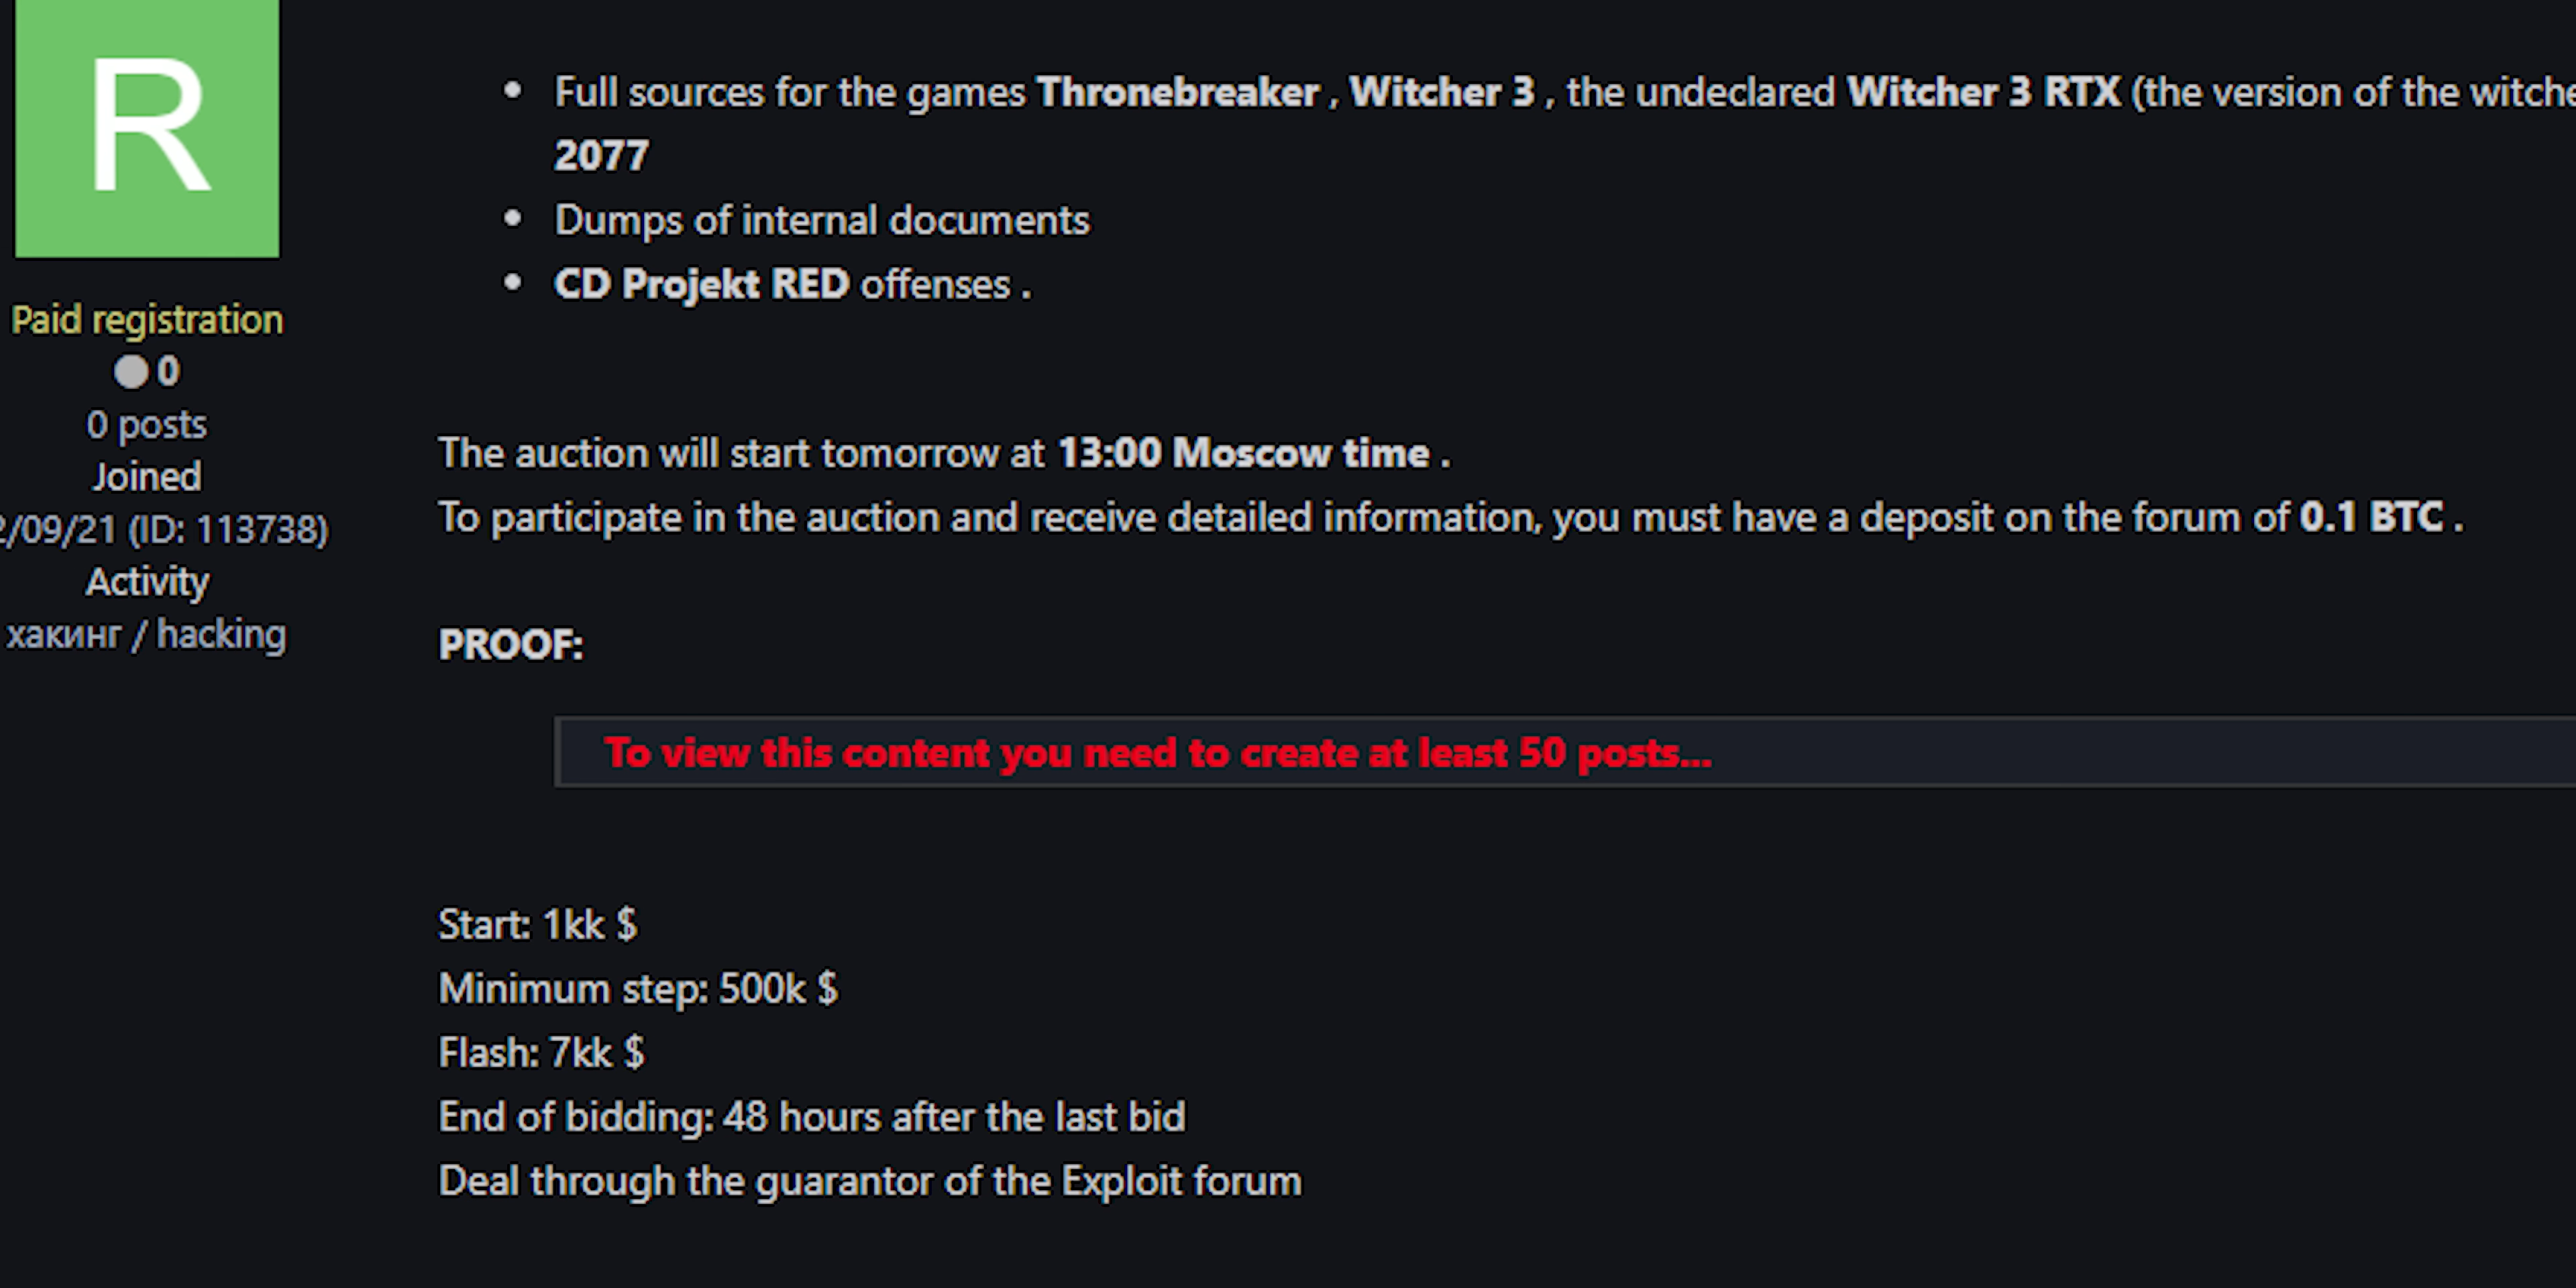 R
Paid registration
0
0 posts
Joined
/09/21 (ID: 113738)
Activity
хакинг / hacking
• Full sources for the games Thronebreaker , Witcher 3 , the undeclared Witcher 3 RTX (the version of the
2077
• Dumps of internal documents
• CD Projekt RED offenses .
The auction will start tomorrow at 13:00 Moscow time .
To participate in the auction and receive detailed information, you must have a deposit on the forum of 0.1 BTC .
PROOF:
To view this content you need to create at least 50 posts...
Start: 1kk $
Minimum step: 500k $
Flash: 7kk $
End of bidding: 48 hours after the last bid
Deal through the guarantor of the Exploit forum